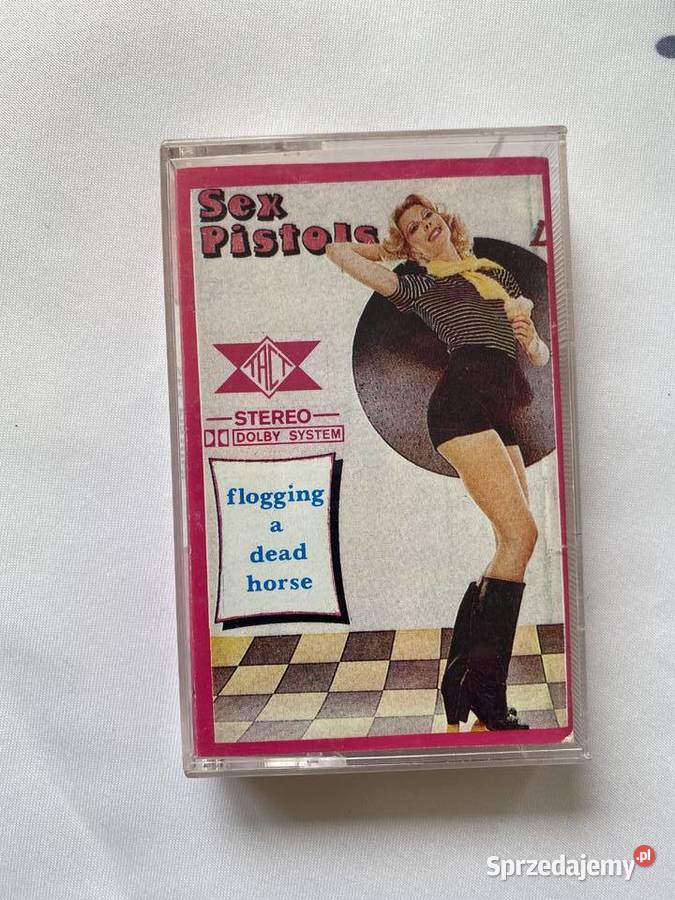 Sex
Pistols
L
TACT
STEREO
DOLBY SYSTEM
flogging
a
dead
horse
Sprzedajemy.pl